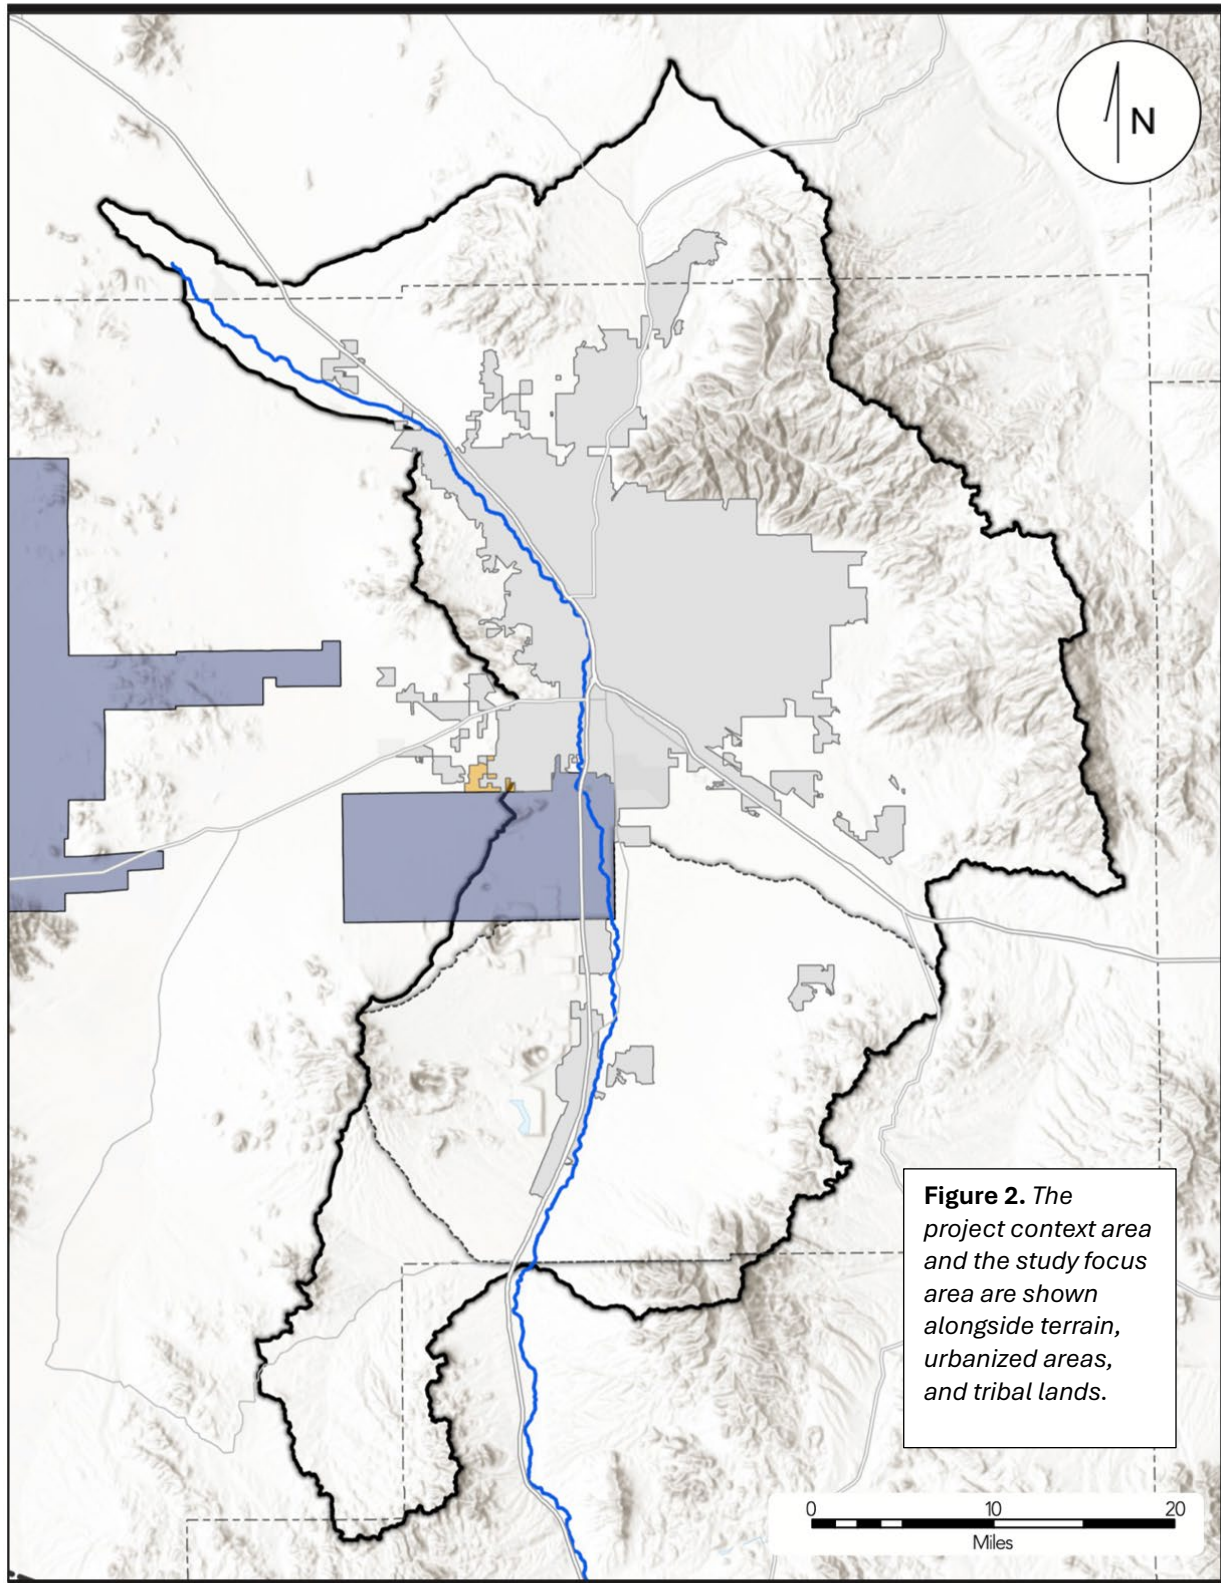 N
Figure 2. The
project context area
and the study focus
area are shown
alongside terrain,
urbanized areas,
and tribal lands.
0 10 20
Miles